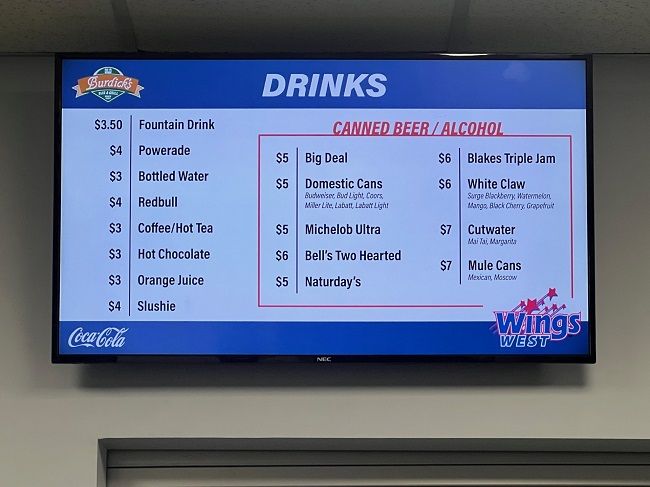 Burdick's
BAR & GRILL
DRINKS
$3.50 Fountain Drink
$4 Powerade
$3 Bottled Water
$4 Redbull
$3 Coffee/Hot Tea
$3 Hot Chocolate
$3 Orange Juice
$4 Slushie
CANNED BEER / ALCOHOL
$5 Big Deal
$5 Domestic Cans
Budweiser, Bud Light, Coors,
Miller Lite, Labatt, Labatt Light
$5 Michelob Ultra
$6 Bell's Two Hearted
$5 Naturday's
$6 Blakes Triple Jam
$6 White Claw
Surge Blackberry, Watermelon,
Mango, Black Cherry, Grapefruit
$7 Cutwater
Mai Tai, Margarita
$7 Mule Cans
Mexican, Moscow
Coca-Cola
Wings
WEST
NEC